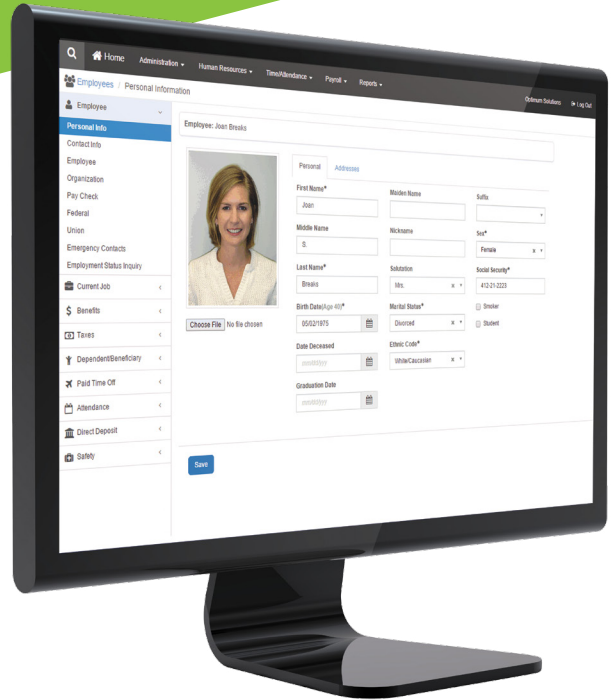 Home Administration Human Resources Time/Attendance Payroll Reports
Optimum Solutions Log Out
Employees / Personal Information
Employee
Personal Info
Contact Info
Employee
Organization
Pay Check
Federal
Union
Emergency Contacts
Employment Status Inquiry
Current Job
Benefits
Taxes
Dependent/Beneficiary
Paid Time Off
Attendance
Direct Deposit
Safety
Employee: Joan Breaks
Choose File No file chosen
Personal Addresses
First Name* Maiden Name Suffix
Joan
Middle Name Nickname Sex*
S. Female x
Last Name* Salutation Social Security*
Breaks Mrs. x 412-21-2223
Birth Date(Age 40)* Marital Status* Smoker
05/02/1975 Divorced x Student
Date Deceased Ethnic Code*
mm/dd/yyyy White/Caucasian x
Graduation Date
mm/dd/yyyy
Save